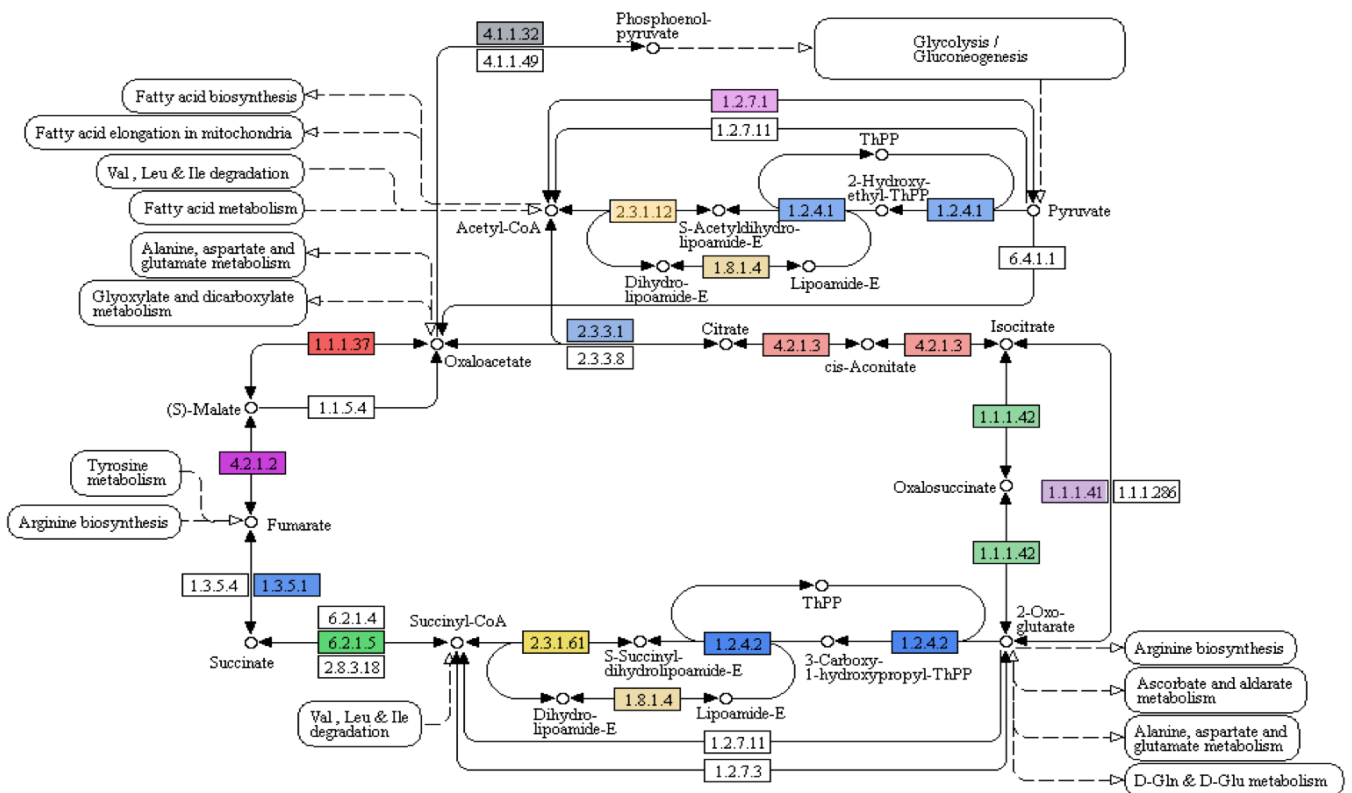 Phosphoenol-
pyruvate
4.1.1.32
4.1.1.49
Glycolysis /
Gluconeogenesis
Fatty acid biosynthesis
Fatty acid elongation in mitochondria
Val , Leu & Ile degradation
Fatty acid metabolism
Alanine, aspartate and
glutamate metabolism
Glyoxylate and dicarboxylate
metabolism
1.2.7.1
1.2.7.11
ThPP
2-Hydroxy-
ethyl-ThPP
2.3.1.12
1.2.4.1
1.2.4.1
Acetyl-CoA
S-Acetyldihydro-
lipoamide-E
Pyruvate
1.8.1.4
Dihydro-
lipoamide-E
Lipoamide-E
6.4.1.1
1.1.1.37
Oxaloacetate
2.3.3.1
2.3.3.8
Citrate
4.2.1.3
cis-Aconitate
4.2.1.3
Isocitrate
(S)-Malate
1.1.5.4
1.1.1.42
4.2.1.2
Tyrosine
metabolism
Arginine biosynthesis
Fumarate
Oxalosuccinate
1.1.1.41
1.1.1.286
1.1.1.42
1.3.5.4
1.3.5.1
ThPP
6.2.1.4
6.2.1.5
2.8.3.18
Succinate
Succinyl-CoA
2.3.1.61
S-Succinyl-
dihydrolipoamide-E
1.2.4.2
3-Carboxy-
1-hydroxypropyl-ThPP
1.2.4.2
2-Oxo-
glutarate
1.8.1.4
Dihydro-
lipoamide-E
Lipoamide-E
Val , Leu & Ile
degradation
1.2.7.11
1.2.7.3
Arginine biosynthesis
Ascorbate and aldarate
metabolism
Alanine, aspartate and
glutamate metabolism
D-Gln & D-Glu metabolism